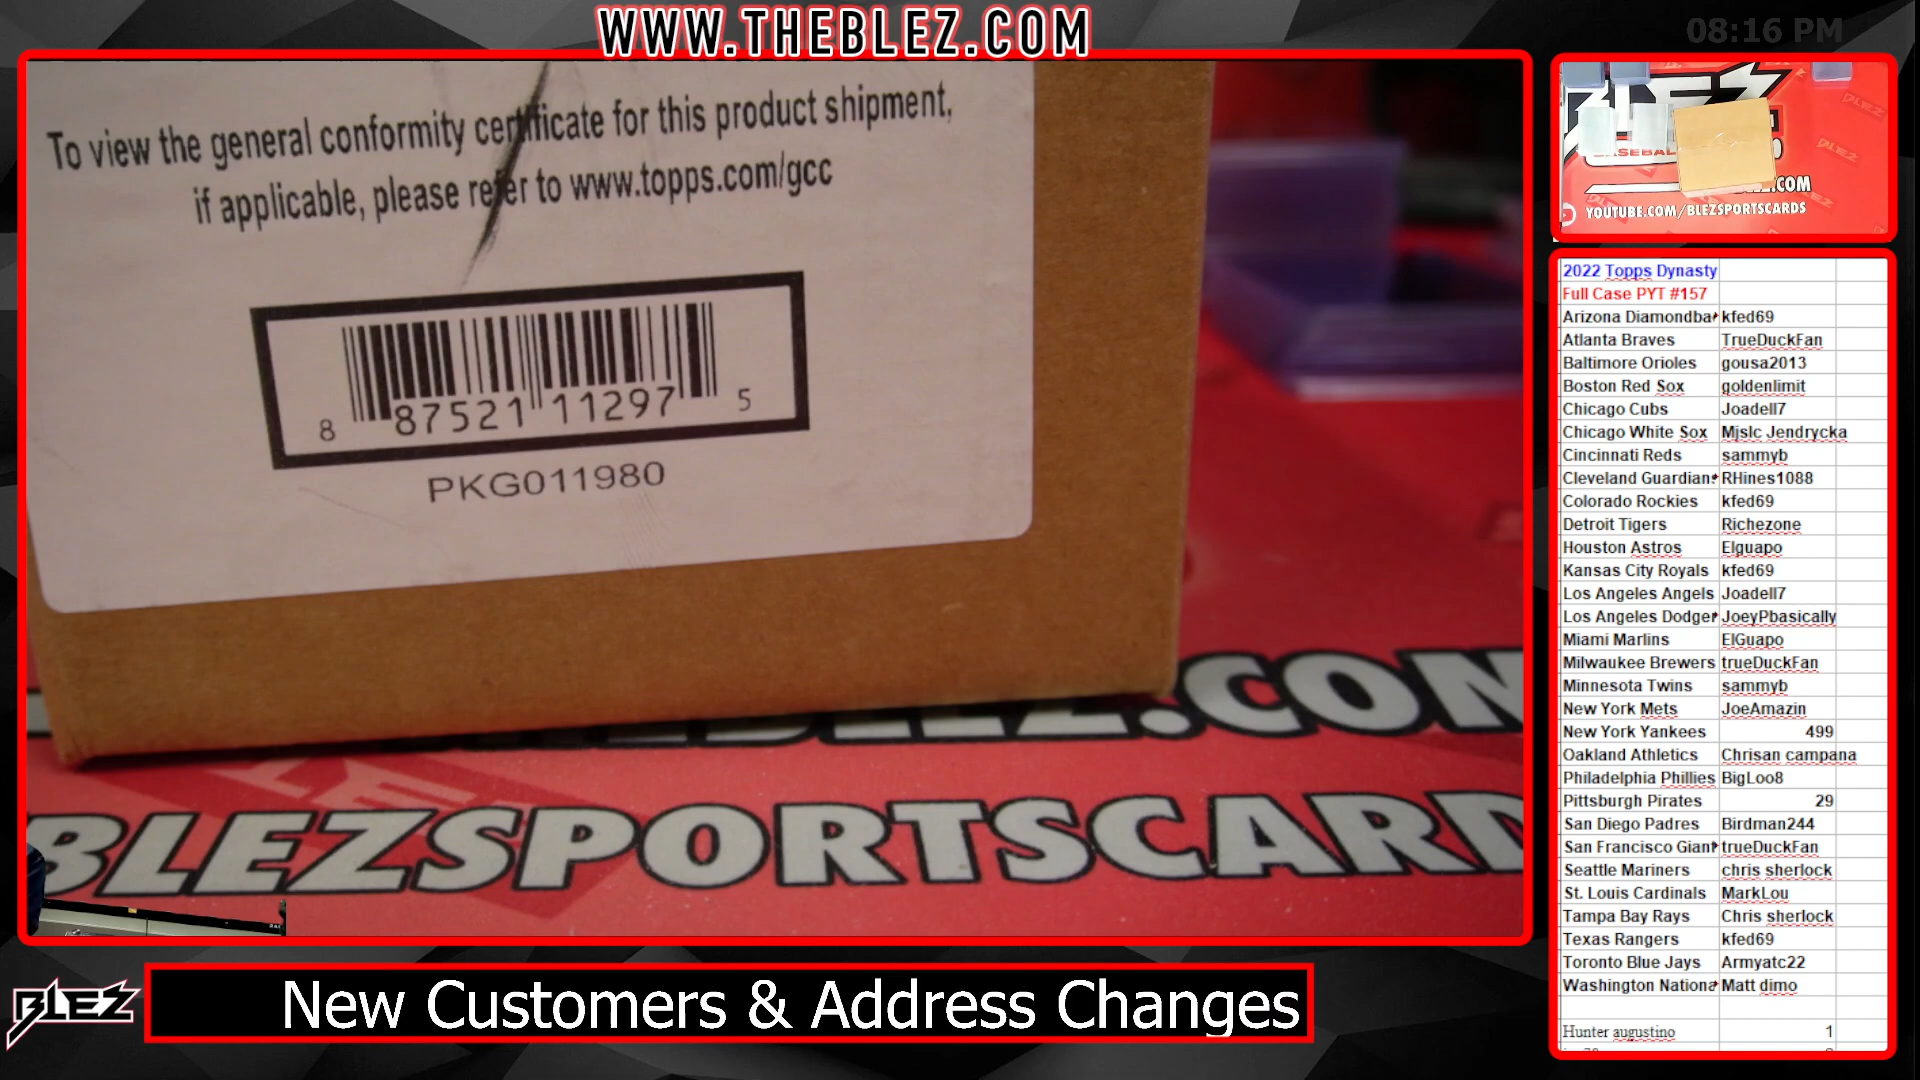 WWW.THEBLEZ.COM
08:16 PM
To view the general conformity certificate for this product shipment,
if applicable, please refer to www.topps.com/gcc
8 87521 11297 5
PKG011980
BLEZ.COM
BLEZSPORTSCARD
BLEZ
New Customers & Address Changes
BLEZ
BASEBAL
.COM
YOUTUBE.COM/BLEZSPORTSCARDS
2022 Topps Dynasty
Full Case PYT #157
Arizona Diamondba kfed69
Atlanta Braves TrueDuckFan
Baltimore Orioles gousa2013
Boston Red Sox goldenlimit
Chicago Cubs Joadell7
Chicago White Sox Mjslc Jendrycka
Cincinnati Reds sammyb
Cleveland Guardian RHines1088
Colorado Rockies kfed69
Detroit Tigers Richezone
Houston Astros Elguapo
Kansas City Royals kfed69
Los Angeles Angels Joadell7
Los Angeles Dodger JoeyPbasically
Miami Marlins ElGuapo
Milwaukee Brewers trueDuckFan
Minnesota Twins sammyb
New York Mets JoeAmazin
New York Yankees 499
Oakland Athletics Chrisan campana
Philadelphia Phillies BigLoo8
Pittsburgh Pirates 29
San Diego Padres Birdman244
San Francisco Giant trueDuckFan
Seattle Mariners chris sherlock
St. Louis Cardinals MarkLou
Tampa Bay Rays Chris sherlock
Texas Rangers kfed69
Toronto Blue Jays Armyatc22
Washington Nationa Matt dimo
Hunter augustino 1